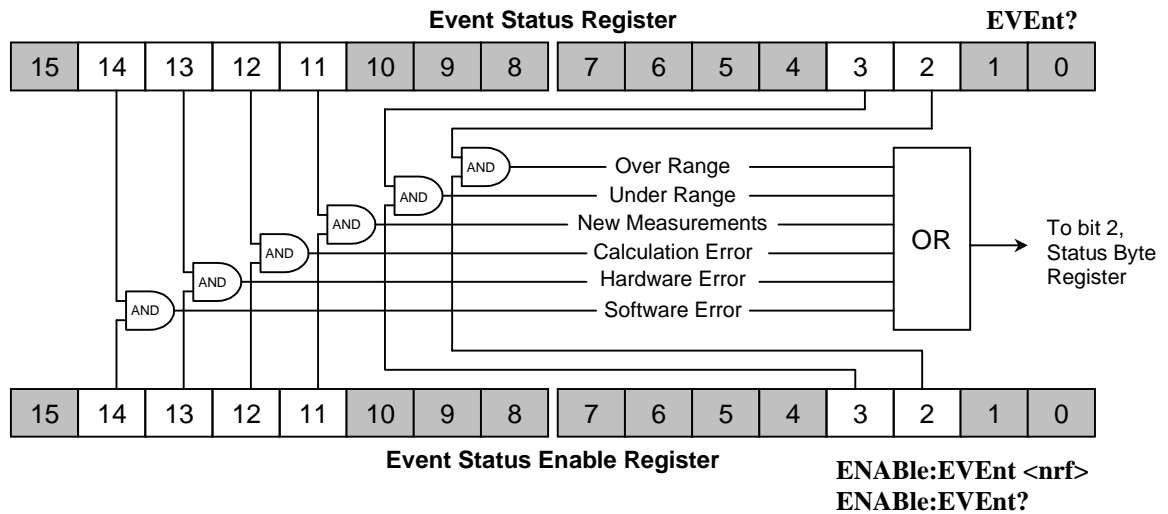 Event Status Register
EVEnt?
15 14 13 12 11 10 9 8 7 6 5 4 3 2 1 0
AND Over Range
AND Under Range
AND New Measurements
AND Calculation Error
AND Hardware Error
AND Software Error
OR
To bit 2,
Status Byte
Register
15 14 13 12 11 10 9 8 7 6 5 4 3 2 1 0
Event Status Enable Register
ENABle:EVEnt <nrf>
ENABle:EVEnt?